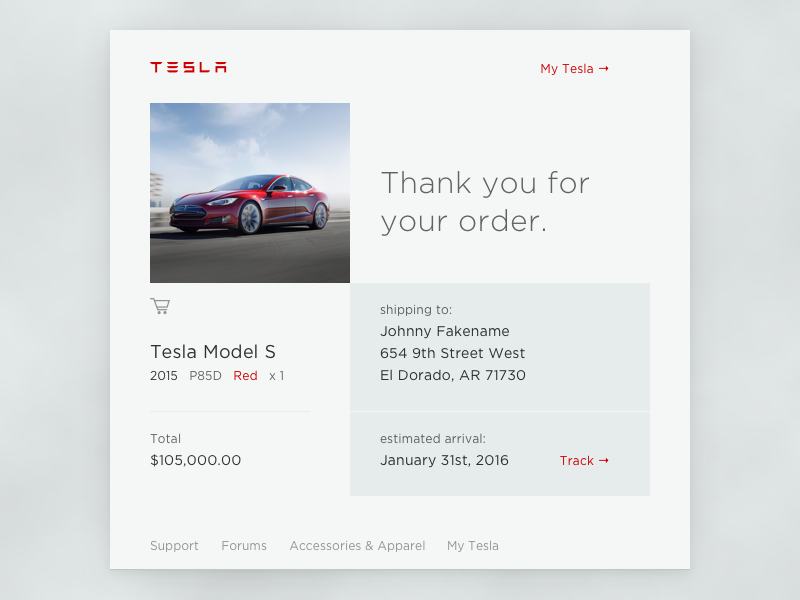 TESLA
My Tesla →
Thank you for
your order.
Tesla Model S
2015 P85D Red x 1
Total
$105,000.00
shipping to:
Johnny Fakename
654 9th Street West
El Dorado, AR 71730
estimated arrival:
January 31st, 2016
Track →
Support Forums Accessories & Apparel My Tesla